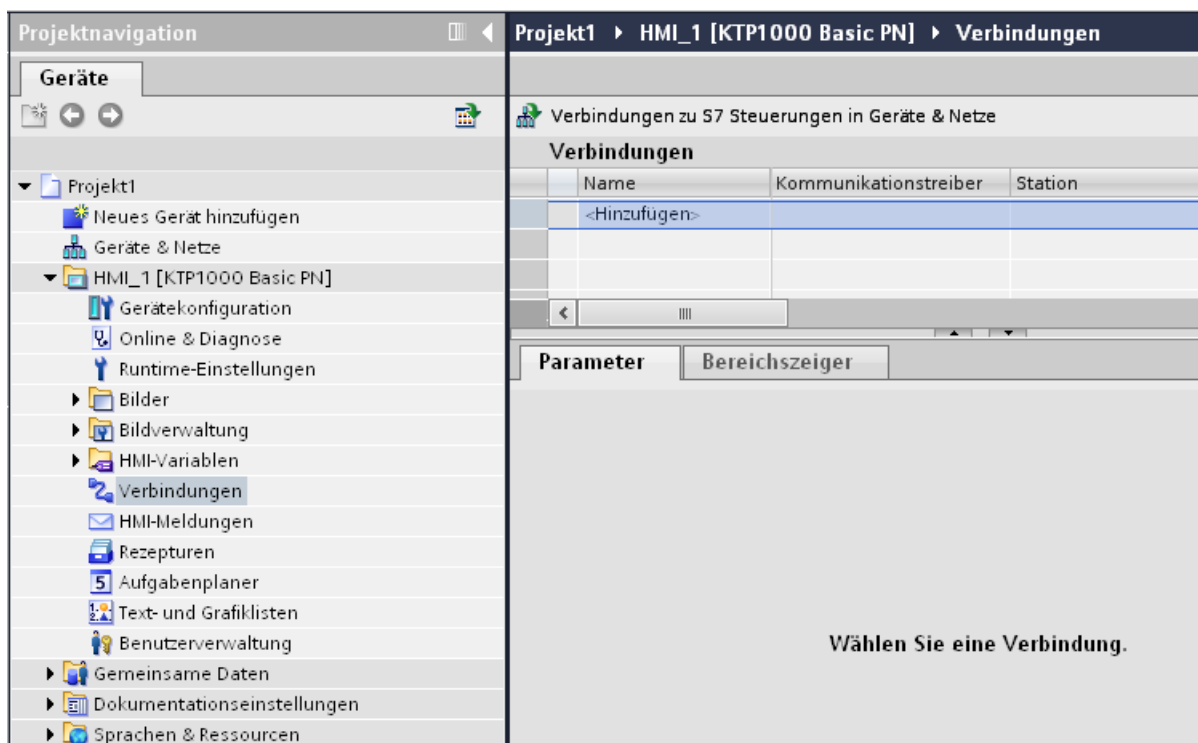 Projektnavigation
Projekt1 HMI_1 [KTP1000 Basic PN] Verbindungen
Geräte
Verbindungen zu S7 Steuerungen in Geräte & Netze
Verbindungen
Name Kommunikationstreiber Station
<Hinzufügen>
Projekt1
Neues Gerät hinzufügen
Geräte & Netze
HMI_1 [KTP1000 Basic PN]
Gerätekonfiguration
Online & Diagnose
Runtime-Einstellungen
Bilder
Bildverwaltung
HMI-Variablen
Verbindungen
HMI-Meldungen
Rezepturen
5 Aufgabenplaner
Text- und Grafiklisten
Benutzerverwaltung
Gemeinsame Daten
Dokumentationseinstellungen
Sprachen & Ressourcen
Parameter Bereichszeiger
Wählen Sie eine Verbindung.